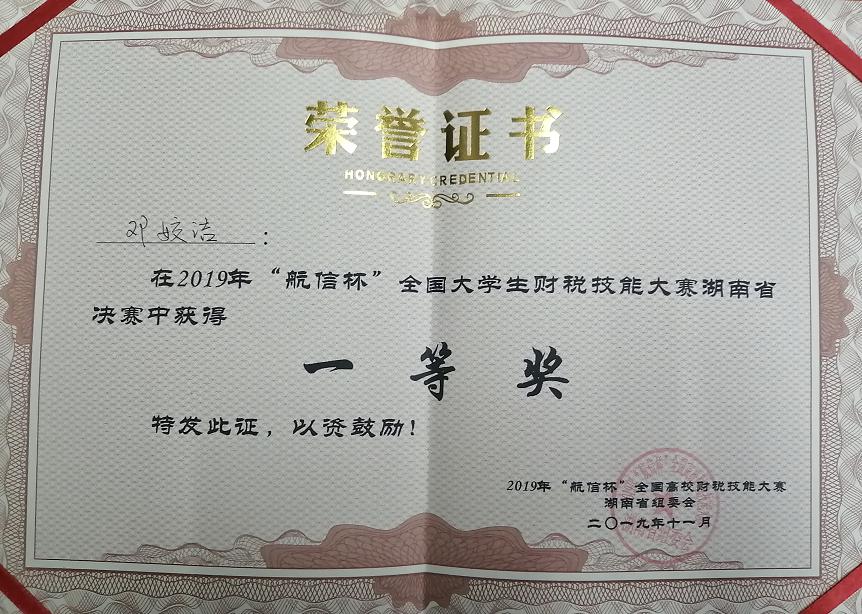 荣誉证书
HONORARY CREDENTIAL
邓姣洁：
在2019年“航信杯”全国大学生财税技能大赛湖南省
决赛中获得
一等奖
特发此证，以资鼓励！
2019年“航信杯”全国高校财税技能大赛
湖南省组委会
二〇一九年十一月